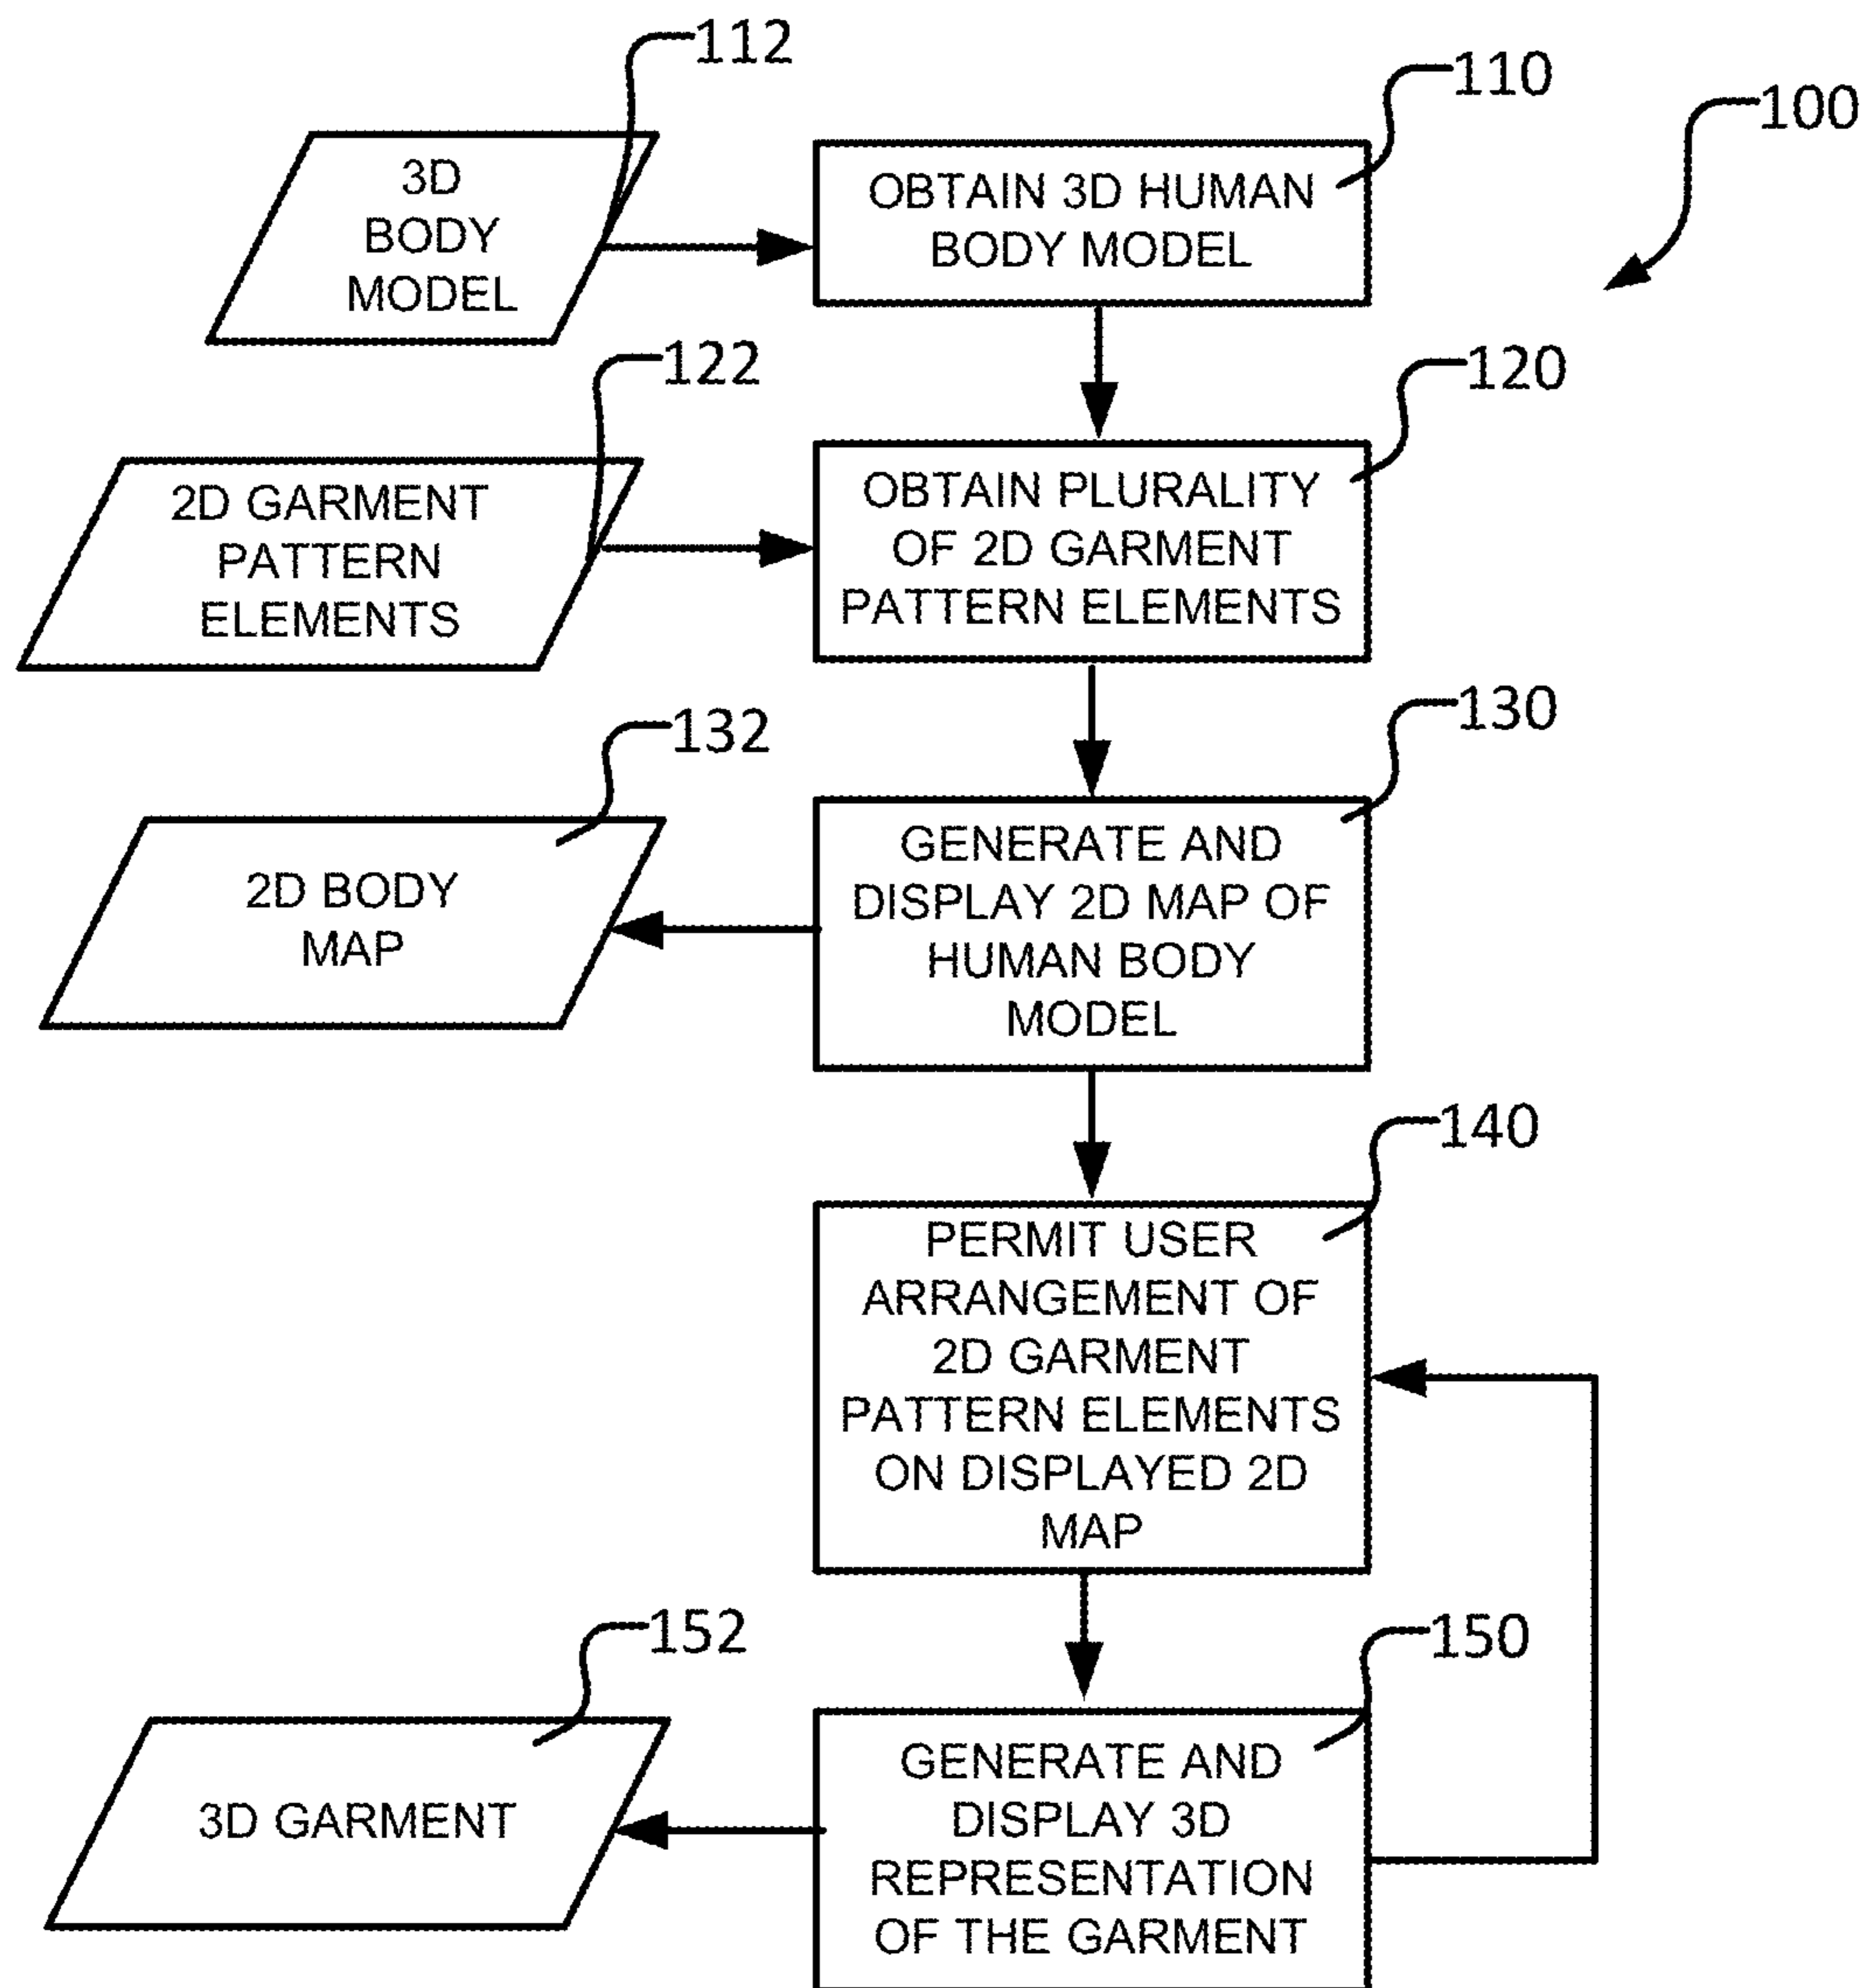 112
110
100
3D
BODY
MODEL
OBTAIN 3D HUMAN
BODY MODEL
122
120
2D GARMENT
PATTERN
ELEMENTS
OBTAIN PLURALITY
OF 2D GARMENT
PATTERN ELEMENTS
132
130
2D BODY
MAP
GENERATE AND
DISPLAY 2D MAP OF
HUMAN BODY
MODEL
140
PERMIT USER
ARRANGEMENT OF
2D GARMENT
PATTERN ELEMENTS
ON DISPLAYED 2D
MAP
152
150
3D GARMENT
GENERATE AND
DISPLAY 3D
REPRESENTATION
OF THE GARMENT